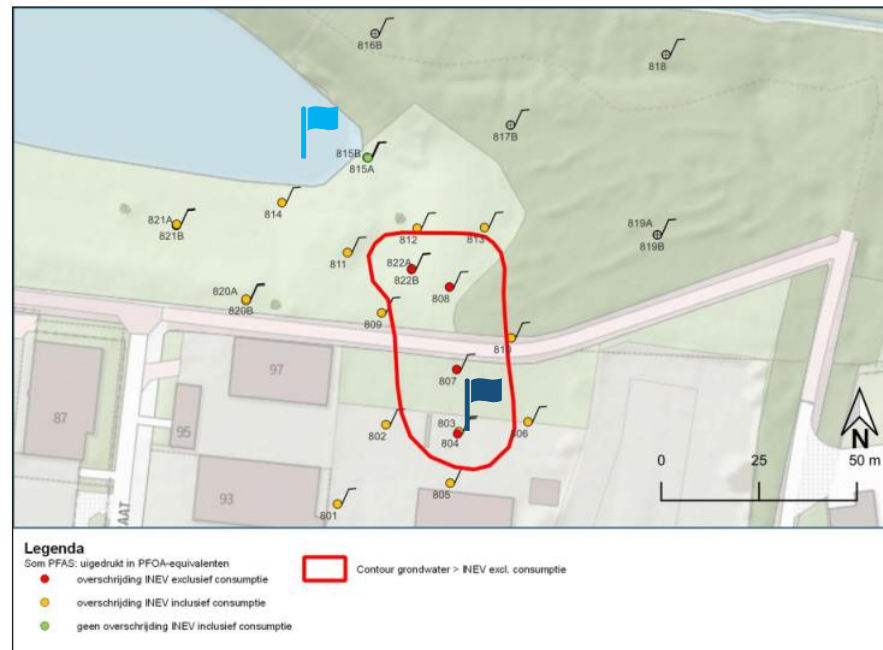 816B
818
817B
815B
815A
814
821A
821B
812
813
819A
819B
811
822A
822B
808
820A
820B
809
810
97
807
87
803
802
804
806
95
93
805
801
AAT
N
0 25 50 m
Legenda
Som PFAS: uigedrukt in PFOA-equivalenten
overschrijding INEV exclusief consumptie
Contour grondwater > INEV excl. consumptie
overschrijding INEV inclusief consumptie
geen overschrijding INEV inclusief consumptie